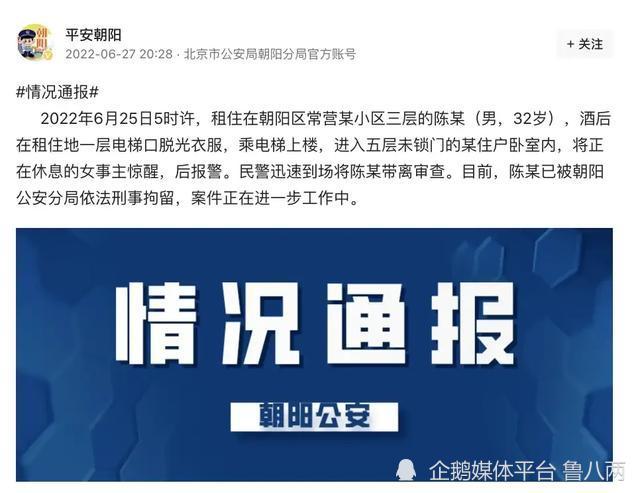 平安朝阳
2022-06-27 20:28 · 北京市公安局朝阳分局官方账号
+ 关注
#情况通报#
2022年6月25日5时许，租住在朝阳区常营某小区三层的陈某（男，32岁），酒后
在租住地一层电梯口脱光衣服，乘电梯上楼，进入五层未锁门的某住户卧室内，将正
在休息的女事主惊醒，后报警。民警迅速到场将陈某带离审查。目前，陈某已被朝阳
公安分局依法刑事拘留，案件正在进一步工作中。
情况通报
朝阳公安
企鹅媒体平台 鲁八两